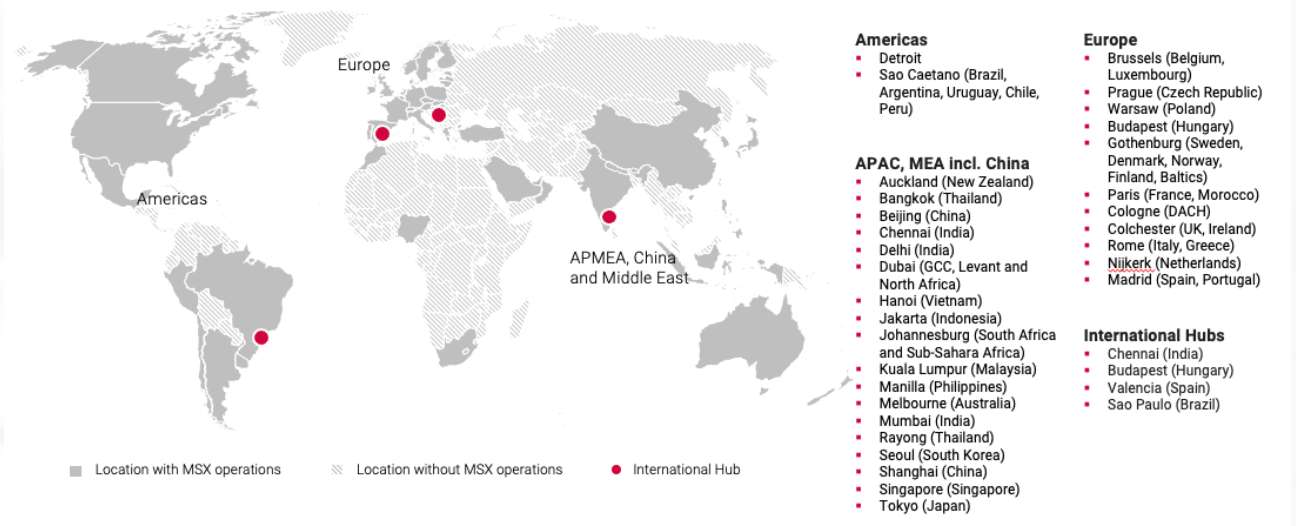 Europe
Americas
APMEA, China
and Middle East
Location with MSX operations
Location without MSX operations
International Hub
Americas
Detroit
Sao Caetano (Brazil,
Argentina, Uruguay, Chile,
Peru)
APAC, MEA incl. China
Auckland (New Zealand)
Bangkok (Thailand)
Beijing (China)
Chennai (India)
Delhi (India)
Dubai (GCC, Levant and
North Africa)
Hanoi (Vietnam)
Jakarta (Indonesia)
Johannesburg (South Africa
and Sub-Sahara Africa)
Kuala Lumpur (Malaysia)
Manilla (Philippines)
Melbourne (Australia)
Mumbai (India)
Rayong (Thailand)
Seoul (South Korea)
Shanghai (China)
Singapore (Singapore)
Tokyo (Japan)
Europe
Brussels (Belgium,
Luxembourg)
Prague (Czech Republic)
Warsaw (Poland)
Budapest (Hungary)
Gothenburg (Sweden,
Denmark, Norway,
Finland, Baltics)
Paris (France, Morocco)
Cologne (DACH)
Colchester (UK, Ireland)
Rome (Italy, Greece)
Nijkerk (Netherlands)
Madrid (Spain, Portugal)
International Hubs
Chennai (India)
Budapest (Hungary)
Valencia (Spain)
Sao Paulo (Brazil)